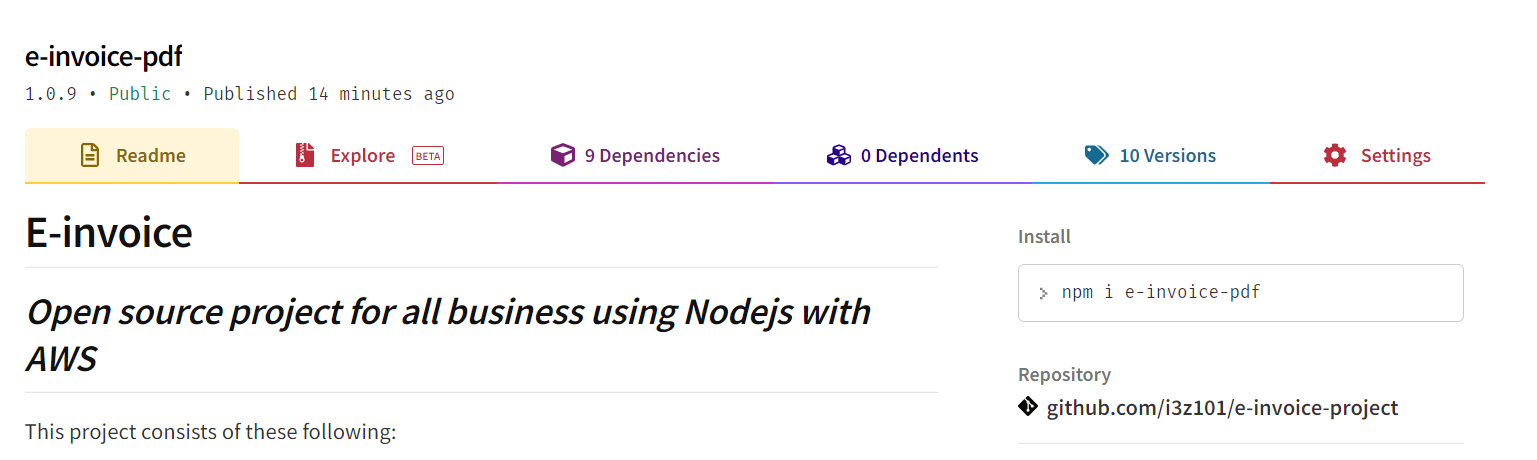 e-invoice-pdf
1.0.9 • Public • Published 14 minutes ago
Readme
Explore BETA
9 Dependencies
0 Dependents
10 Versions
Settings
E-invoice
Open source project for all business using Nodejs with
AWS
This project consists of these following:
Install
> npm i e-invoice-pdf
Repository
github.com/i3z101/e-invoice-project